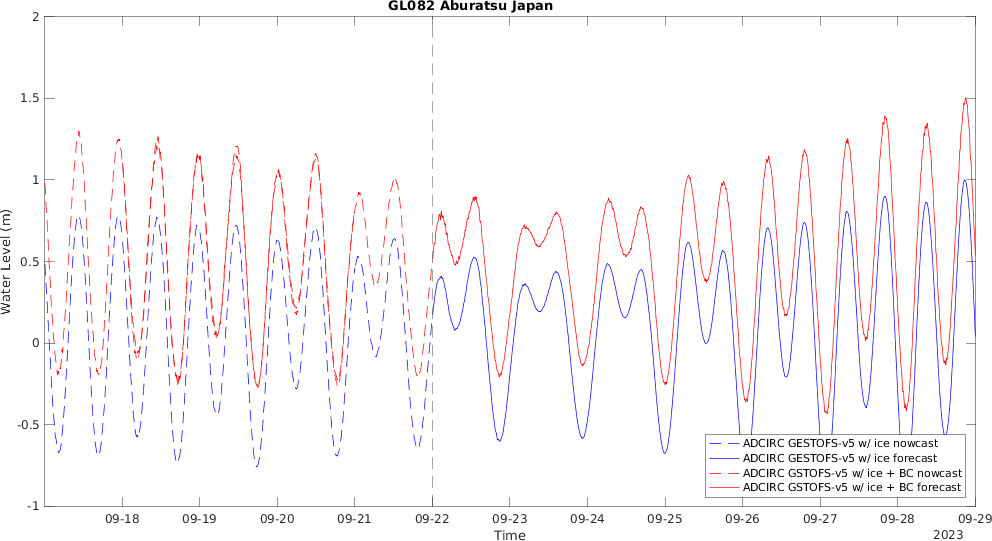 GL082 Aburatsu Japan
2
1.5
1
0.5
0
-0.5
-1
Water Level (m)
09-18 09-19 09-20 09-21 09-22 09-23 09-24 09-25 09-26 09-27 09-28 09-29
Time
2023
ADCIRC GESTOFS-v5 w/ ice nowcast
ADCIRC GESTOFS-v5 w/ ice forecast
ADCIRC GSTOFS-v5 w/ ice + BC nowcast
ADCIRC GSTOFS-v5 w/ ice + BC forecast